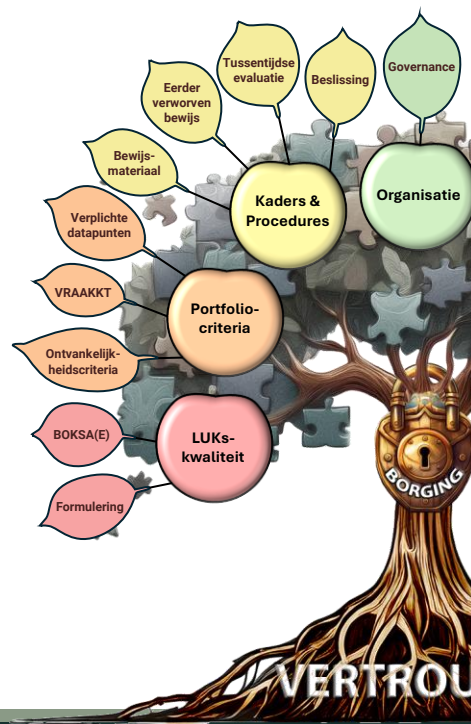 Tussentijdse
evaluatie
Beslissing
Governance
Eerder
verworven
bewijs
Bewijs-
materiaal
Kaders &
Procedures
Organisatie
Verplichte
datapunten
VRAAKKT
Portfolio-
criteria
Ontvankelijk-
heidscriteria
BOKSA(E)
LUKs-
kwaliteit
Formulering
BORGING
VERTROU